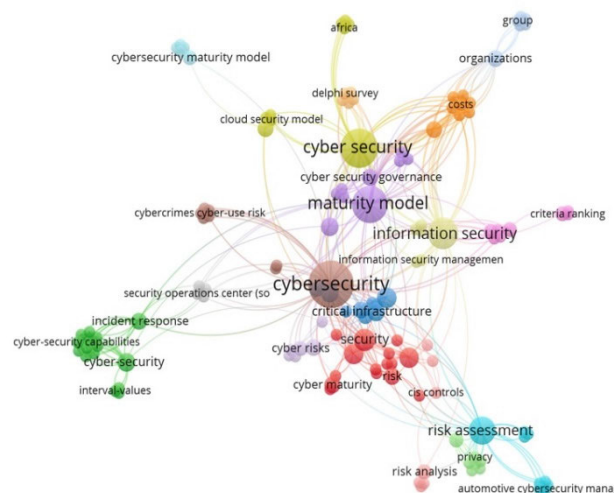 group
africa
cybersecurity maturity model
organizations
delphi survey
costs
cloud security model
cyber security
cyber security governance
maturity model
cybercrimes cyber-use risk
criteria ranking
information security
information security managemen
cybersecurity
security operations center (so
critical infrastructure
incident response
security
cyber-security capabilities
cyber risks
cyber-security
risk
cyber maturity
interval-values
cis controls
risk assessment
privacy
risk analysis
automotive cybersecurity mana